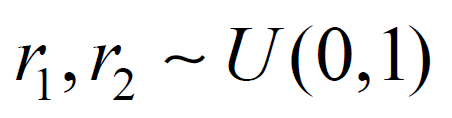 r₁, r₂ ~ U(0,1)